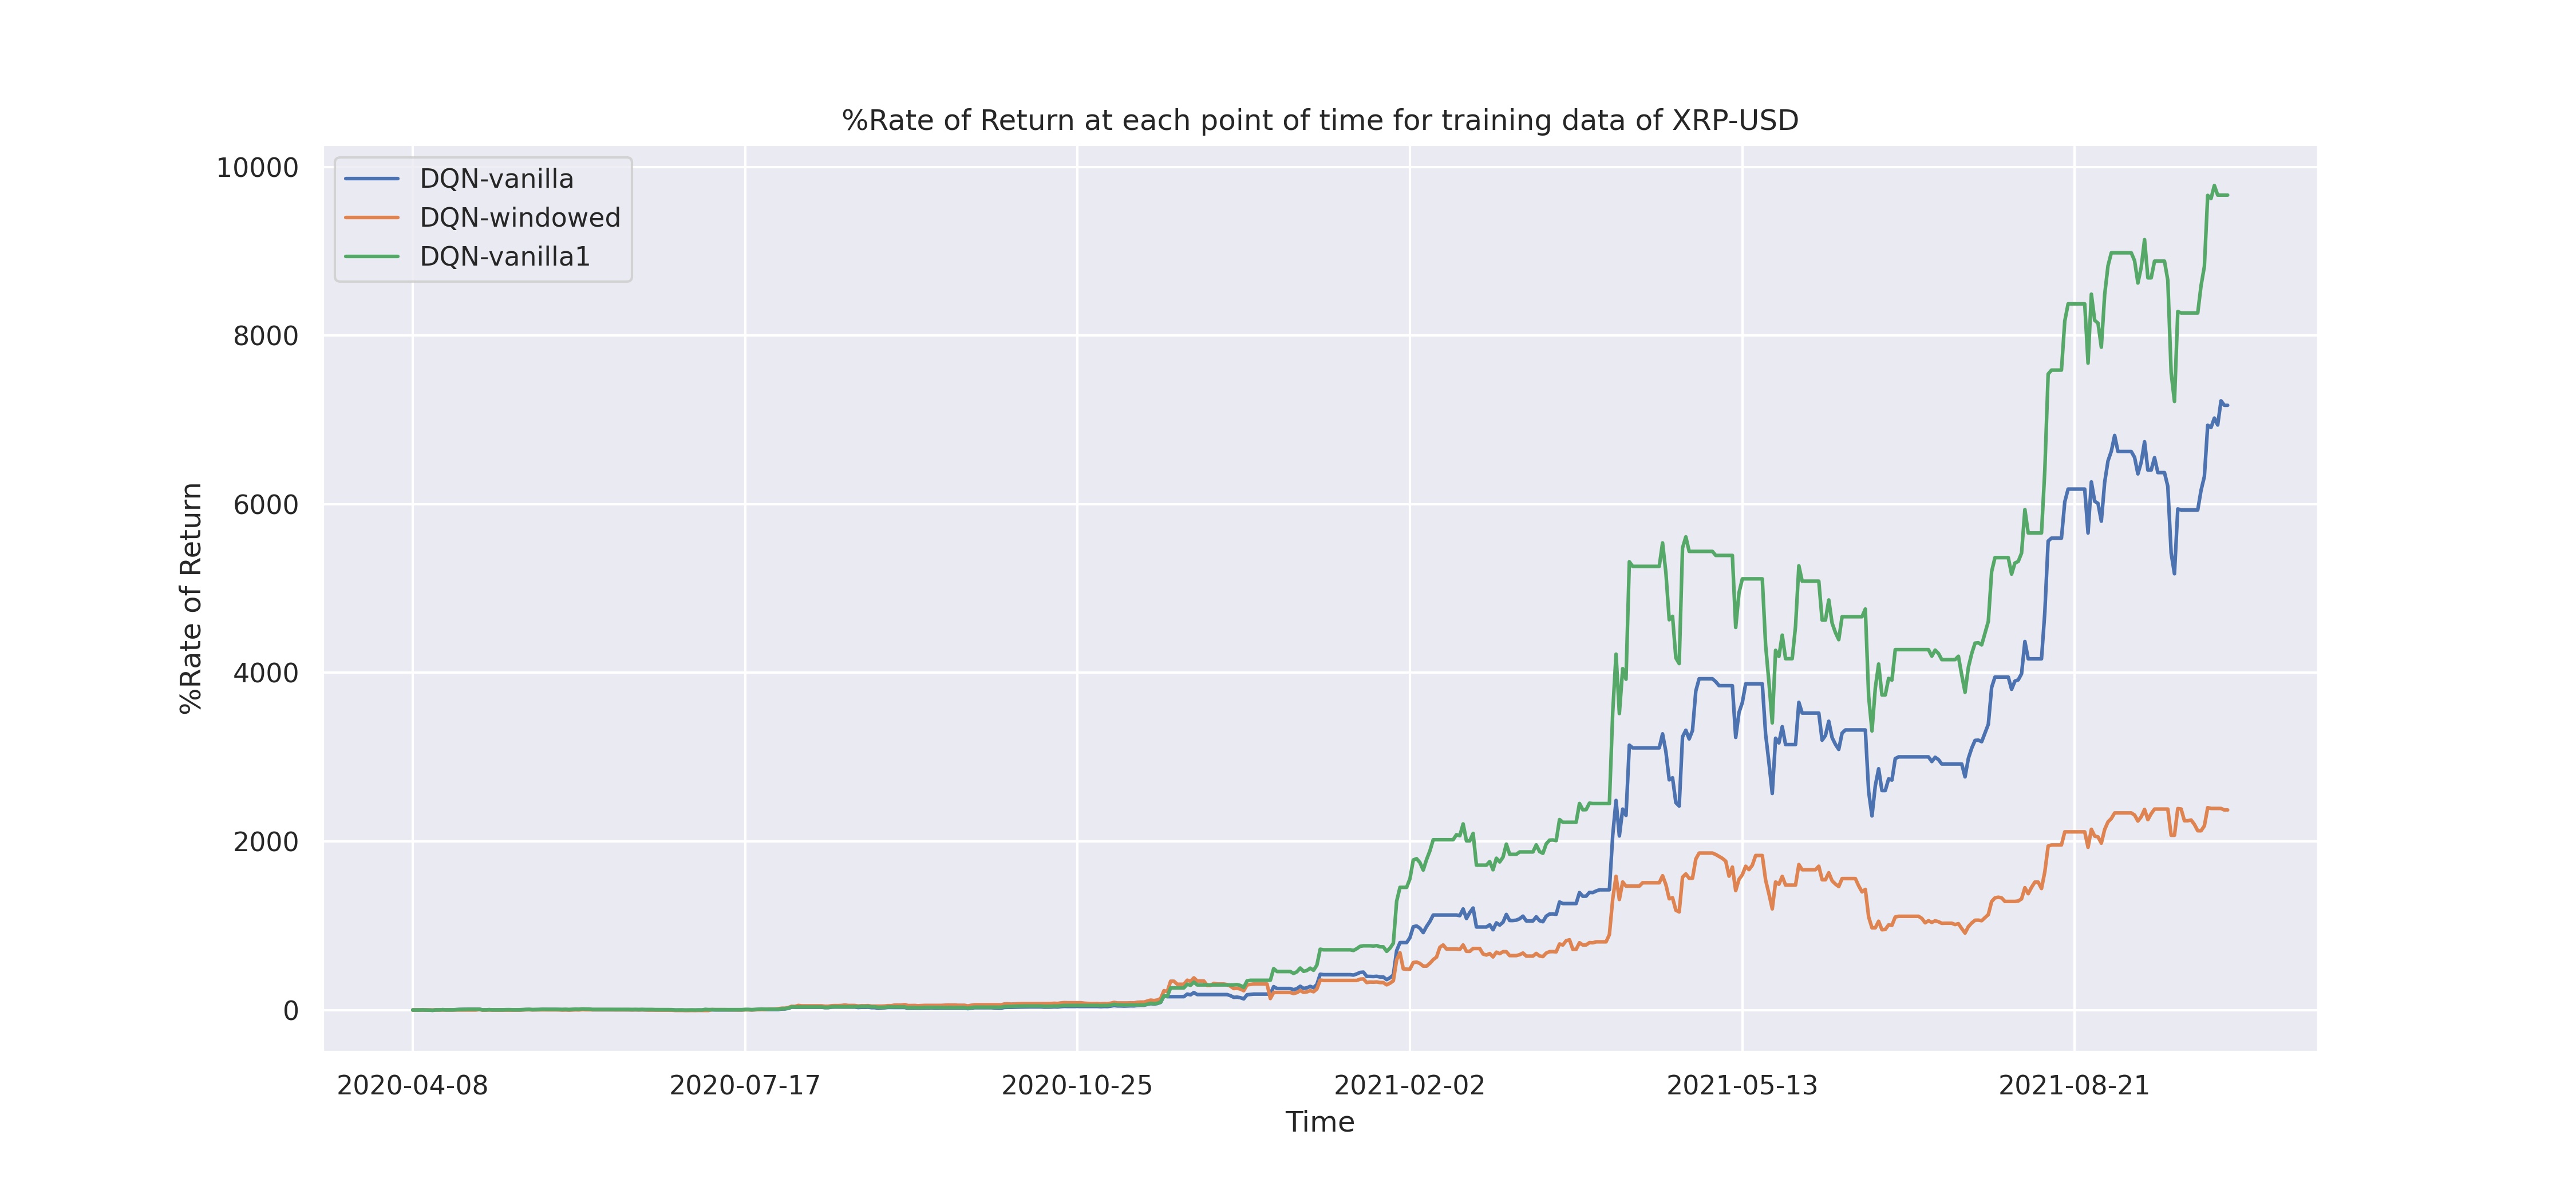 %Rate of Return at each point of time for training data of XRP-USD
DQN-vanilla
DQN-windowed
DQN-vanilla1
%Rate of Return
10000
8000
6000
4000
2000
0
2020-04-08 2020-07-17 2020-10-25 2021-02-02 2021-05-13 2021-08-21
Time